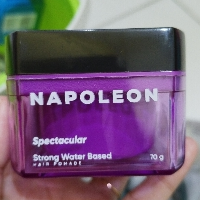 NAPOLEON
Spectacular
Strong Water Based
HAIR POMADE
70 g